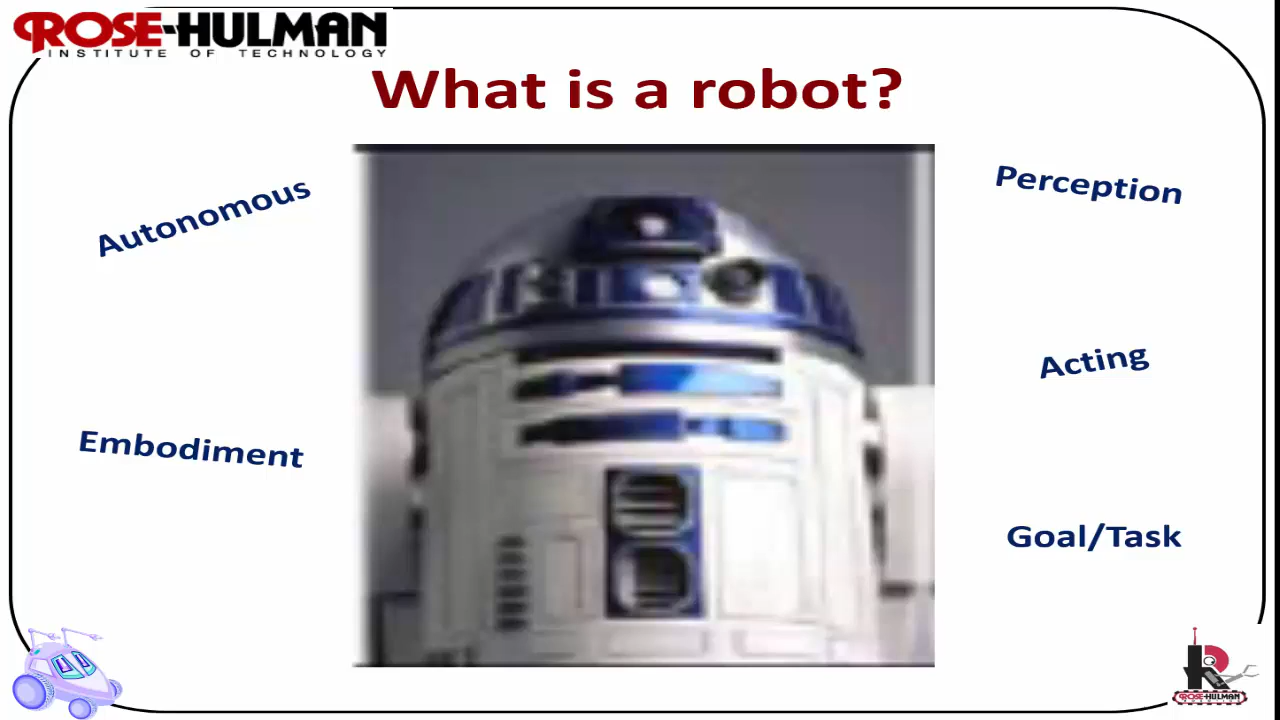 ROSE-HULMAN
INSTITUTE OF TECHNOLOGY
What is a robot?
Autonomous
Perception
Acting
Embodiment
Goal/Task
ROSE-HULMAN